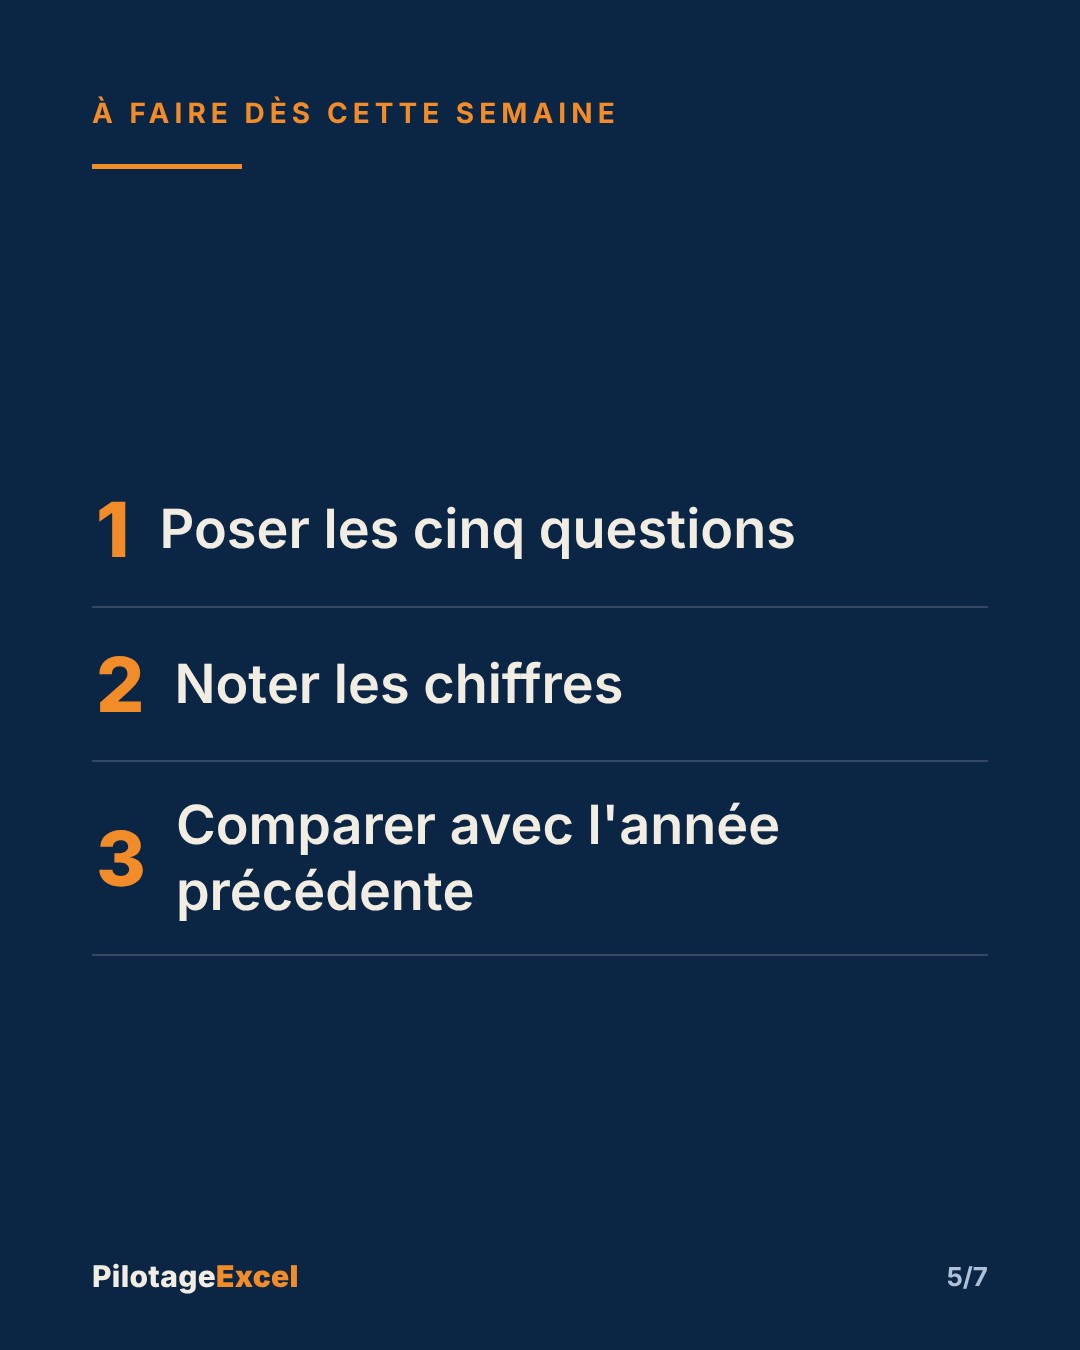 À FAIRE DÈS CETTE SEMAINE
1 Poser les cinq questions
2 Noter les chiffres
3 Comparer avec l'année
précédente
PilotageExcel
5/7